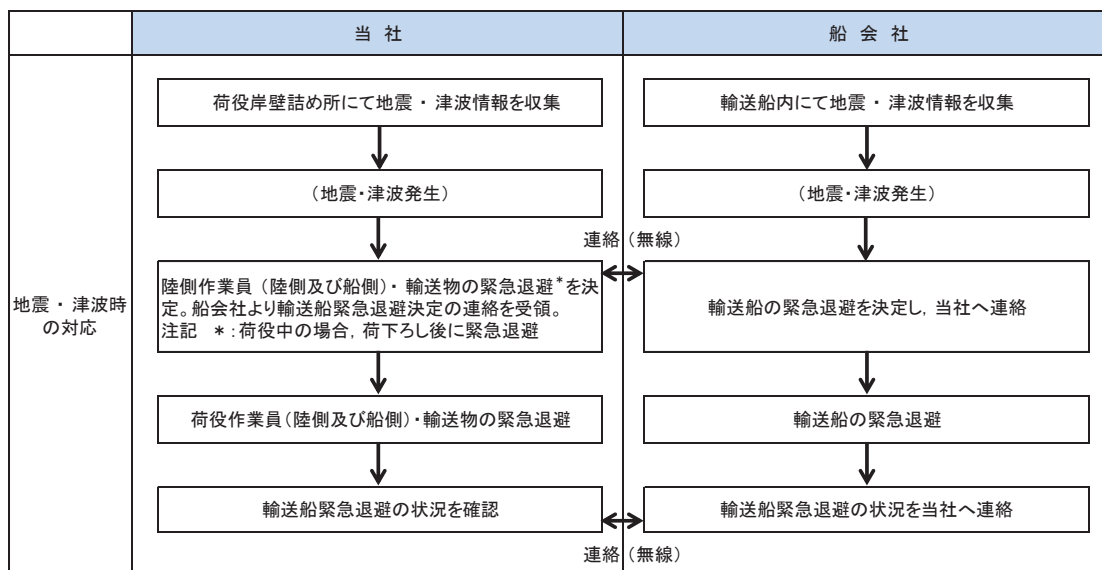 当 社
船 会 社
地震 ・ 津波時
の対応
荷役岸壁詰め所にて地震 ・ 津波情報を収集
輸送船内にて地震 ・ 津波情報を収集
（地震・津波発生）
（地震・津波発生）
連絡（無線）
陸側作業員 （陸側及び船側）・ 輸送物の緊急退避*を決
定。船会社より輸送船緊急退避決定の連絡を受領。
注記 ＊：荷役中の場合，荷下ろし後に緊急退避
輸送船の緊急退避を決定し，当社へ連絡
荷役作業員（陸側及び船側）・輸送物の緊急退避
輸送船の緊急退避
輸送船緊急退避の状況を確認
輸送船緊急退避の状況を当社へ連絡
連絡（無線）